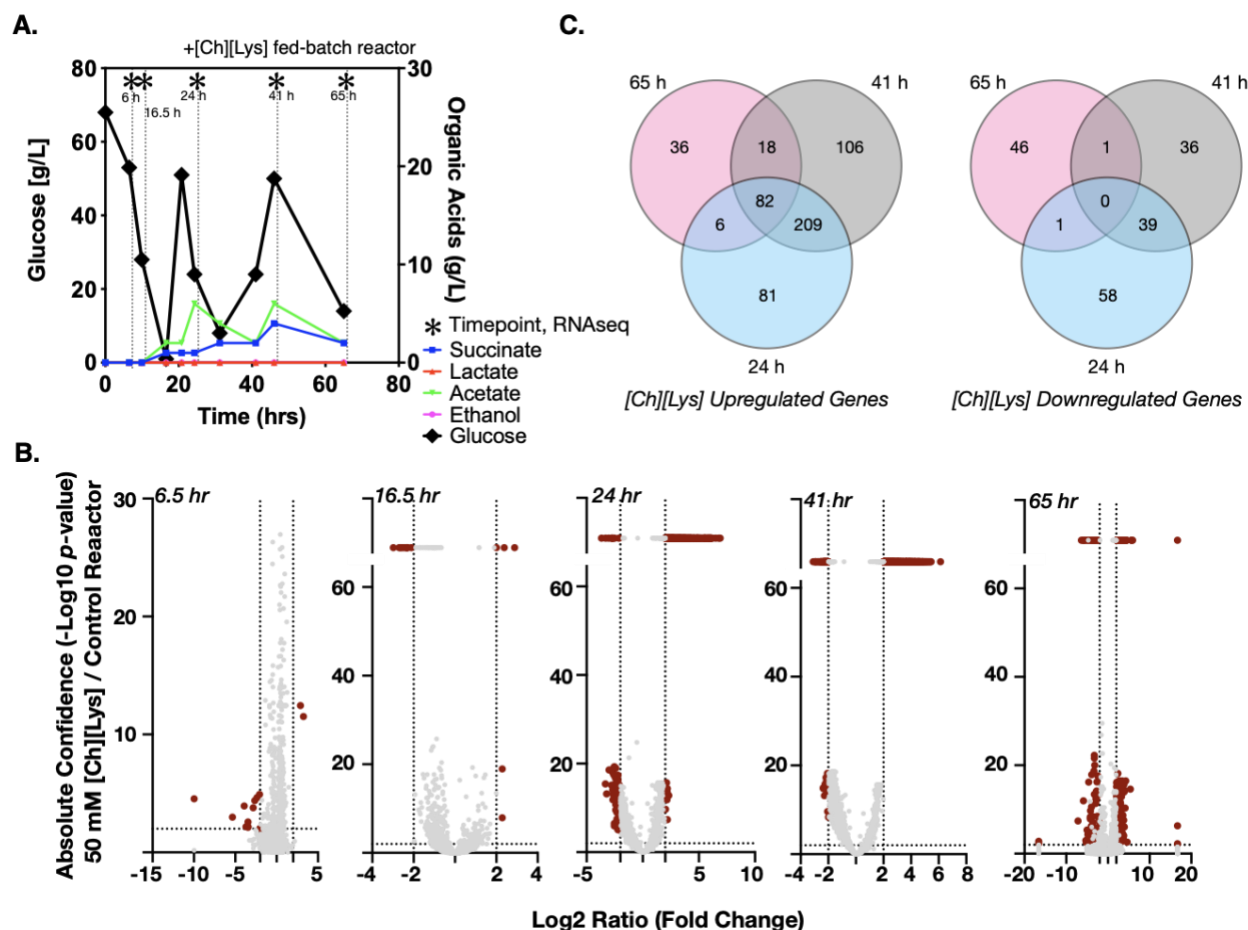 A.
+[Ch][Lys] fed-batch reactor
80
60
40
20
0
Glucose [g/L]
30
20
10
0
Organic Acids (g/L)
6 h
16.5 h
24 h
41 h
65 h
0 20 40 60 80
Time (hrs)
* Timepoint, RNAseq
Succinate
Lactate
Acetate
Ethanol
Glucose
C.
65 h
41 h
36
18
106
82
6
209
81
24 h
[Ch][Lys] Upregulated Genes
65 h
41 h
46
1
36
0
1
39
58
24 h
[Ch][Lys] Downregulated Genes
B.
Absolute Confidence (-Log10 p-value)
50 mM [Ch][Lys] / Control Reaactor
6.5 hr
30
20
10
-15 -5 5
16.5 hr
60
40
20
-4 -2 0 2 4
24 hr
60
40
20
-5 0 5 10
41 hr
60
40
20
-4 -2 0 2 4 6 8
65 hr
60
40
20
-20 -10 0 10 20
Log2 Ratio (Fold Change)